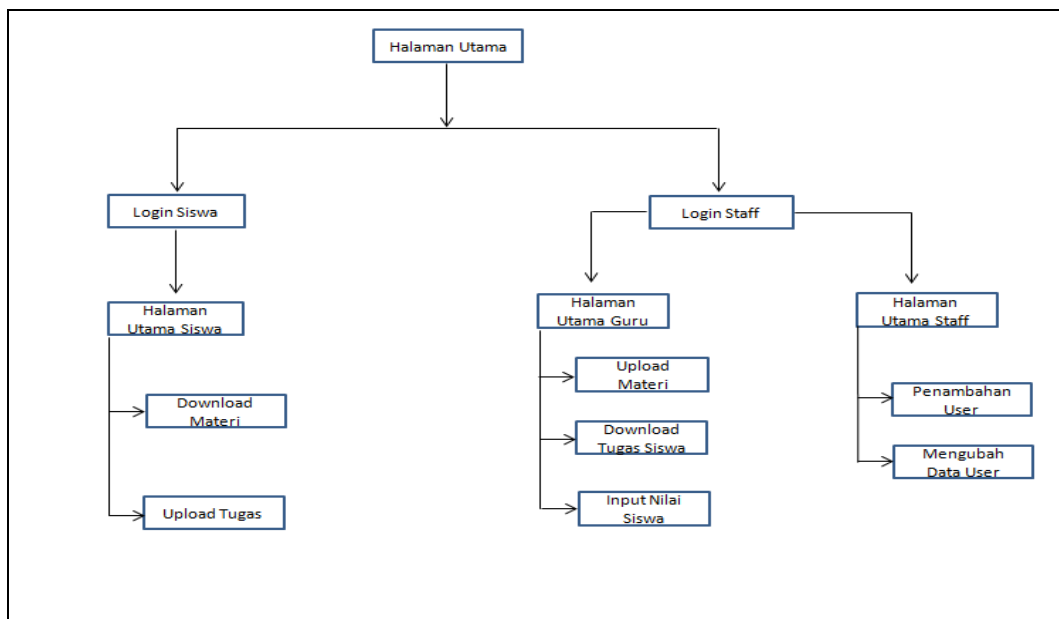 Halaman Utama
Login Siswa
Login Staff
Halaman
Utama Siswa
Halaman
Utama Guru
Halaman
Utama Staff
Download
Materi
Upload Tugas
Upload
Materi
Download
Tugas Siswa
Input Nilai
Siswa
Penambahan
User
Mengubah
Data User